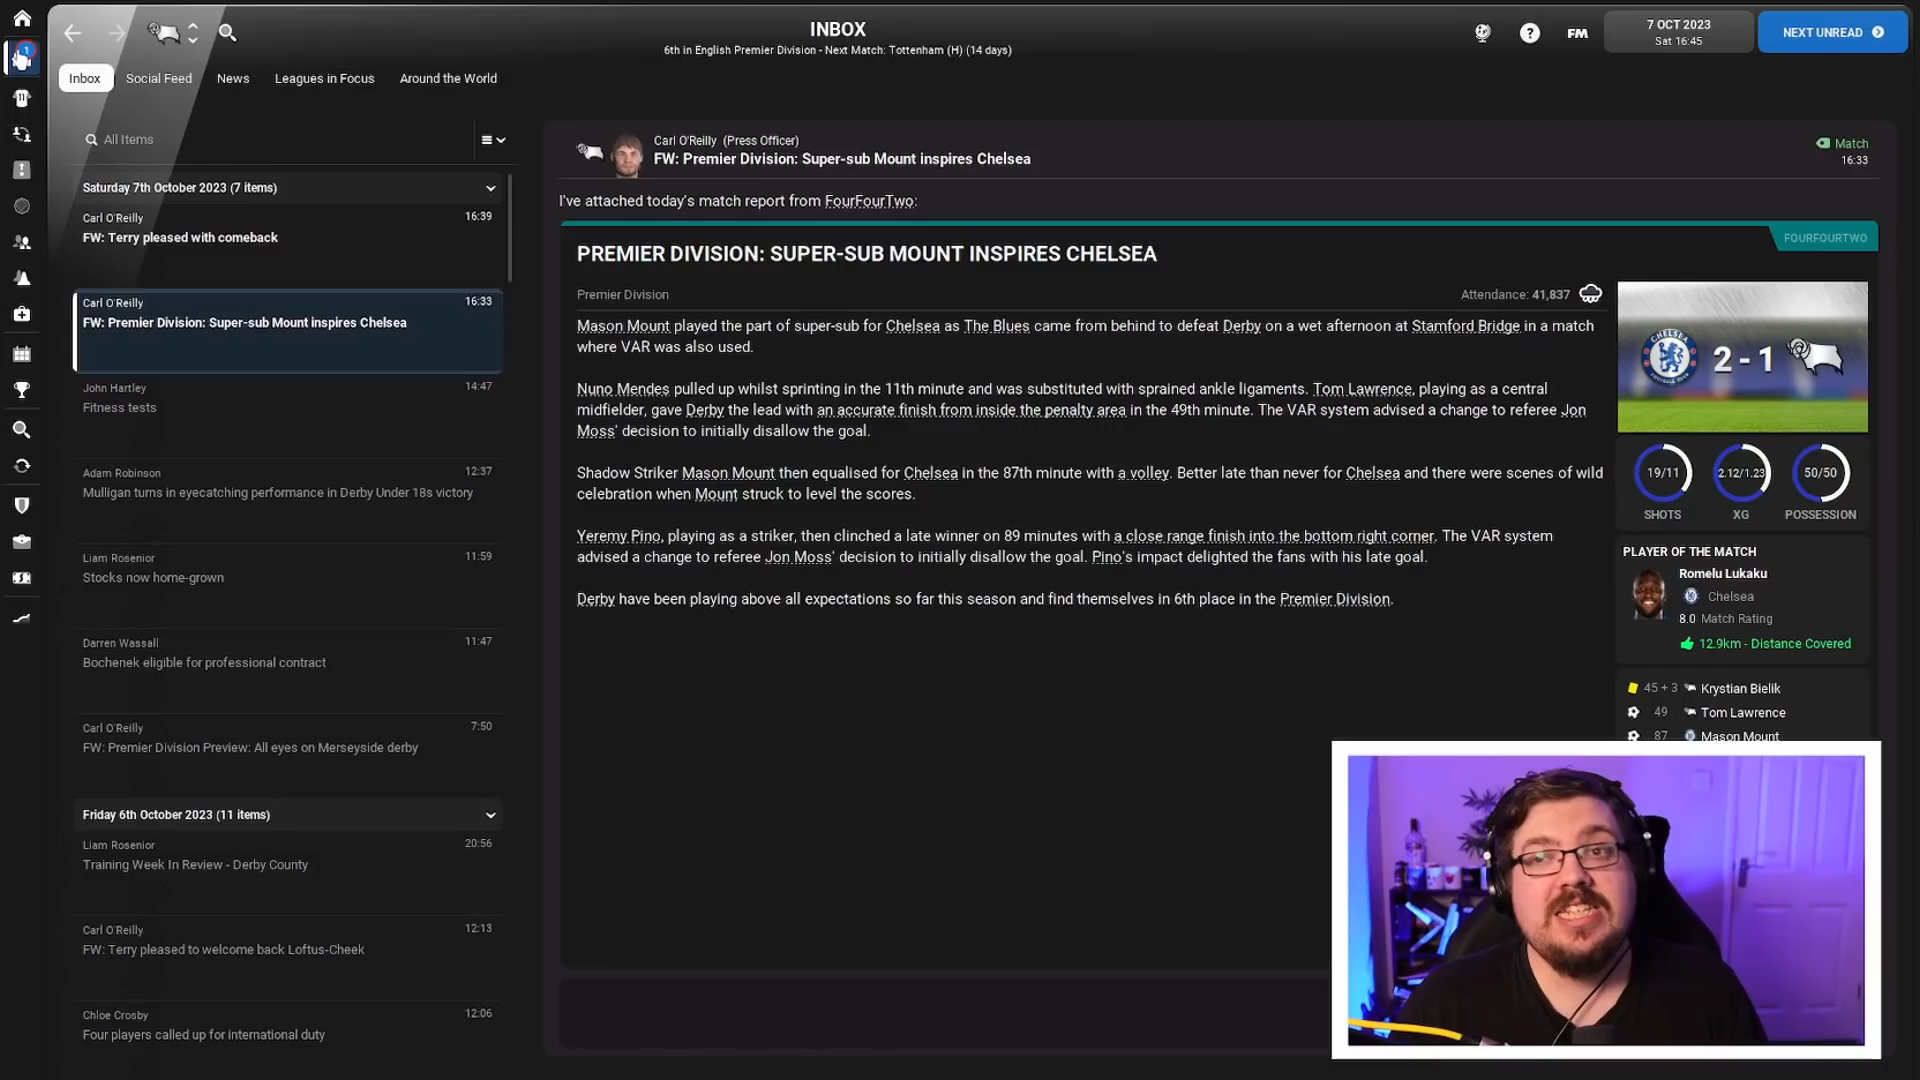 INBOX
6th in English Premier Division - Next Match: Tottenham (H) (14 days)
FM
7 OCT 2023
Sat 16:45
NEXT UNREAD
1
Inbox
Social Feed
News
Leagues in Focus
Around the World
All Items
Saturday 7th October 2023 (7 items)
Carl O'Reilly
16:39
FW: Terry pleased with comeback
Carl O'Reilly
16:33
FW: Premier Division: Super-sub Mount inspires Chelsea
John Hartley
14:47
Fitness tests
Adam Robinson
12:37
Mulligan turns in eyecatching performance in Derby Under 18s victory
Liam Rosenior
11:59
Stocks now home-grown
Darren Wassall
11:47
Bochenek eligible for professional contract
Carl O'Reilly
7:50
FW: Premier Division Preview: All eyes on Merseyside derby
Friday 6th October 2023 (11 items)
Liam Rosenior
20:56
Training Week In Review - Derby County
Carl O'Reilly
12:13
FW: Terry pleased to welcome back Loftus-Cheek
Chloe Crosby
12:06
Four players called up for international duty
Carl O'Reilly (Press Officer)
FW: Premier Division: Super-sub Mount inspires Chelsea
Match
16:33
I've attached today's match report from FourFourTwo:
FOURFOURTWO
PREMIER DIVISION: SUPER-SUB MOUNT INSPIRES CHELSEA
Premier Division
Attendance: 41,837
Mason Mount played the part of super-sub for Chelsea as The Blues came from behind to defeat Derby on a wet afternoon at Stamford Bridge in a match
where VAR was also used.
Nuno Mendes pulled up whilst sprinting in the 11th minute and was substituted with sprained ankle ligaments. Tom Lawrence, playing as a central
midfielder, gave Derby the lead with an accurate finish from inside the penalty area in the 49th minute. The VAR system advised a change to referee Jon
Moss' decision to initially disallow the goal.
Shadow Striker Mason Mount then equalised for Chelsea in the 87th minute with a volley. Better late than never for Chelsea and there were scenes of wild
celebration when Mount struck to level the scores.
Yeremy Pino, playing as a striker, then clinched a late winner on 89 minutes with a close range finish into the bottom right corner. The VAR system
advised a change to referee Jon Moss' decision to initially disallow the goal. Pino's impact delighted the fans with his late goal.
Derby have been playing above all expectations so far this season and find themselves in 6th place in the Premier Division.
2 - 1
19/11
2.12/1.23
50/50
SHOTS
XG
POSSESSION
PLAYER OF THE MATCH
Romelu Lukaku
Chelsea
8.0 Match Rating
12.9km - Distance Covered
45 + 3 Krystian Bielik
49 Tom Lawrence
87 Mason Mount